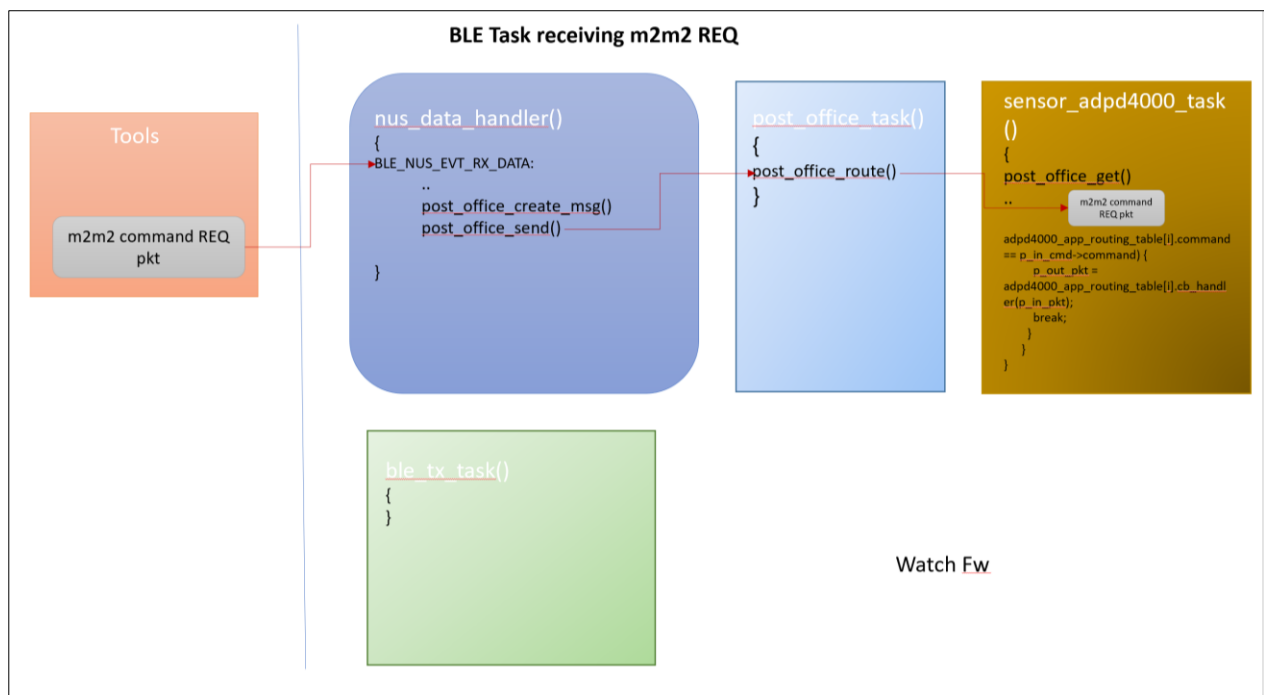 BLE Task receiving m2m2 REQ
Tools
m2m2 command REQ
pkt
nus_data_handler()
{
BLE_NUS_EVT_RX_DATA:
..
post_office_create_msg()
post_office_send()
}
post_office_task()
{
post_office_route()
}
sensor_adpd4000_task
()
{
post_office_get()
..
m2m2 command
REQ pkt
adpd4000_app_routing_table[i].command
== p_in_cmd->command) {
p_out_pkt =
adpd4000_app_routing_table[i].cb_handl
er(p_in_pkt);
break;
}
}
}
ble_tx_task()
{
}
Watch Fw